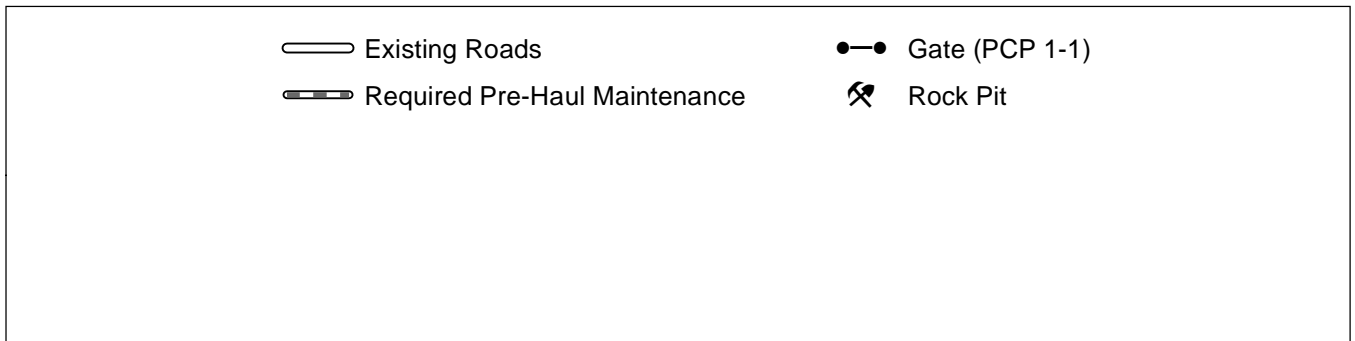 Existing Roads
Required Pre-Haul Maintenance
Gate (PCP 1-1)
Rock Pit